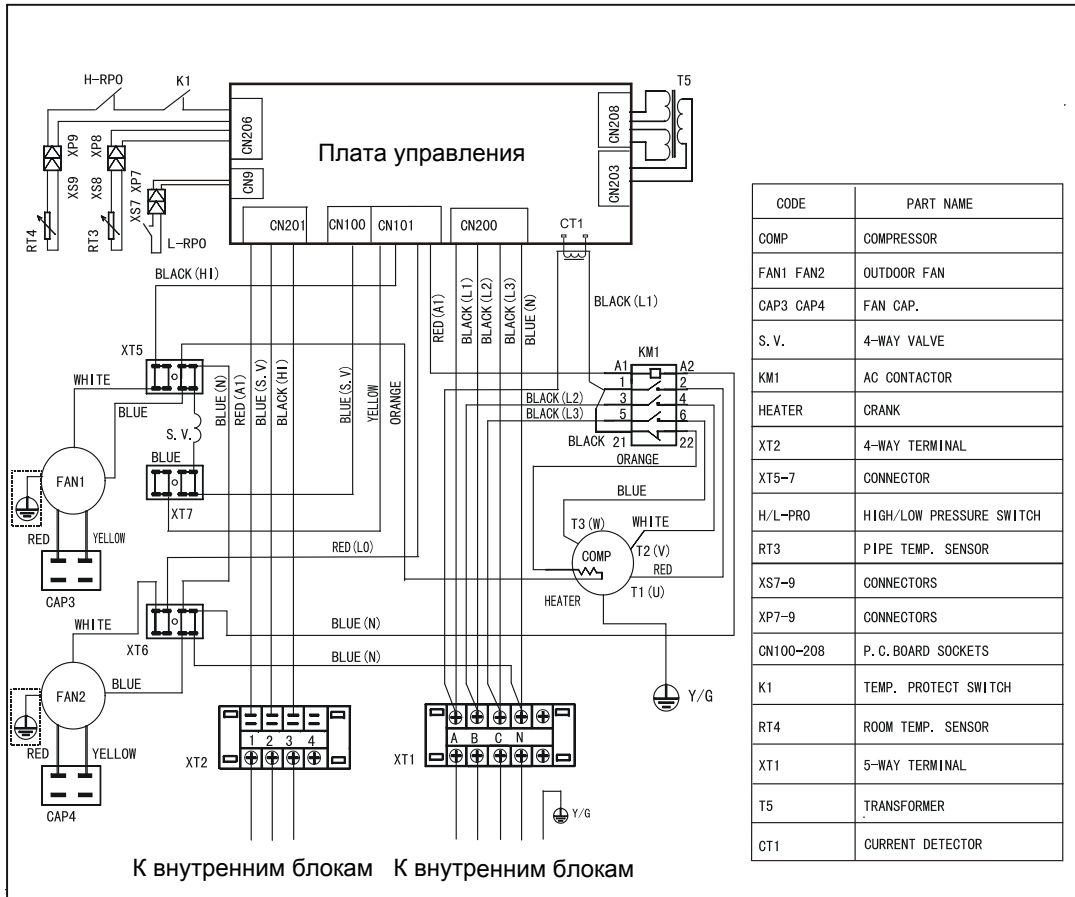 H-RPO
K1
T5
XP9
XP8
XS9
XS8
XS7 XP7
CN206
CN9
Плата управления
CN208
CN203
CN201
CN100
CN101
CN200
CT1
RT4
RT3
L-RPO
BLACK(HI)
XT5
WHITE
BLUE
S.V.
BLUE
XT7
FAN1
RED
YELLOW
CAP3
BLUE(N)
RED(A1)
BLUE(S.V)
BLACK(HI)
BLUE(S.V)
YELLOW
ORANGE
RED(A1)
BLACK(L1)
BLACK(L2)
BLACK(L3)
BLUE(N)
BLACK(L1)
KM1
A1 A2
1 2
BLACK(L2) 3 4
BLACK(L3) 5 6
BLACK 21 22
ORANGE
BLUE
T3(W)
WHITE
COMP
T2(V)
RED
T1(U)
HEATER
RED(LO)
WHITE
XT6
BLUE(N)
BLUE(N)
BLUE
FAN2
RED
YELLOW
CAP4
Y/G
XT2
1 2 3 4
XT1
A B C N
Y/G
К внутренним блокам К внутренним блокам
CODE PART NAME
COMP COMPRESSOR
FAN1 FAN2 OUTDOOR FAN
CAP3 CAP4 FAN CAP.
S.V. 4-WAY VALVE
KM1 AC CONTACTOR
HEATER CRANK
XT2 4-WAY TERMINAL
XT5-7 CONNECTOR
H/L-PRO HIGH/LOW PRESSURE SWITCH
RT3 PIPE TEMP. SENSOR
XS7-9 CONNECTORS
XP7-9 CONNECTORS
CN100-208 P.C.BOARD SOCKETS
K1 TEMP. PROTECT SWITCH
RT4 ROOM TEMP. SENSOR
XT1 5-WAY TERMINAL
T5 TRANSFORMER
CT1 CURRENT DETECTOR